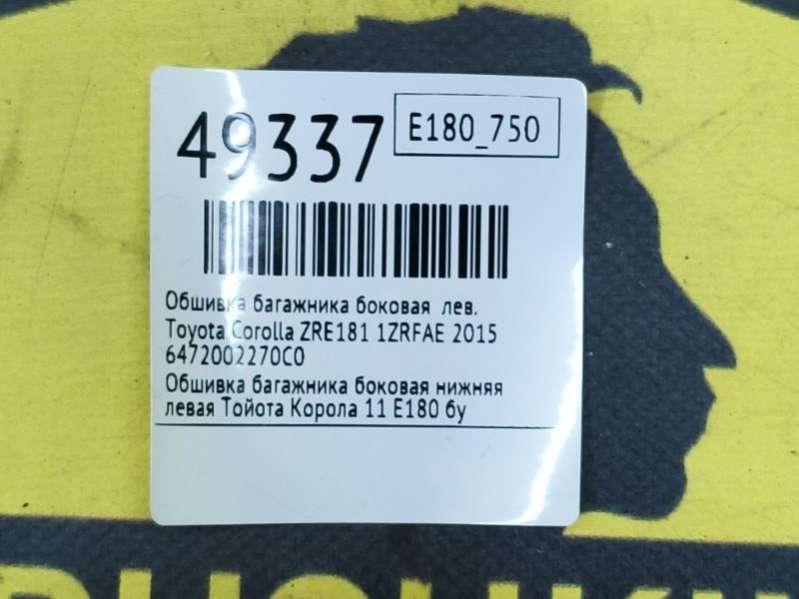 49337
E180_750
Обшивка багажника боковая лев.
Toyota Corolla ZRE181 1ZRFAE 2015
6472002270C0
Обшивка багажника боковая нижняя
левая Тойота Корола 11 Е180 бу